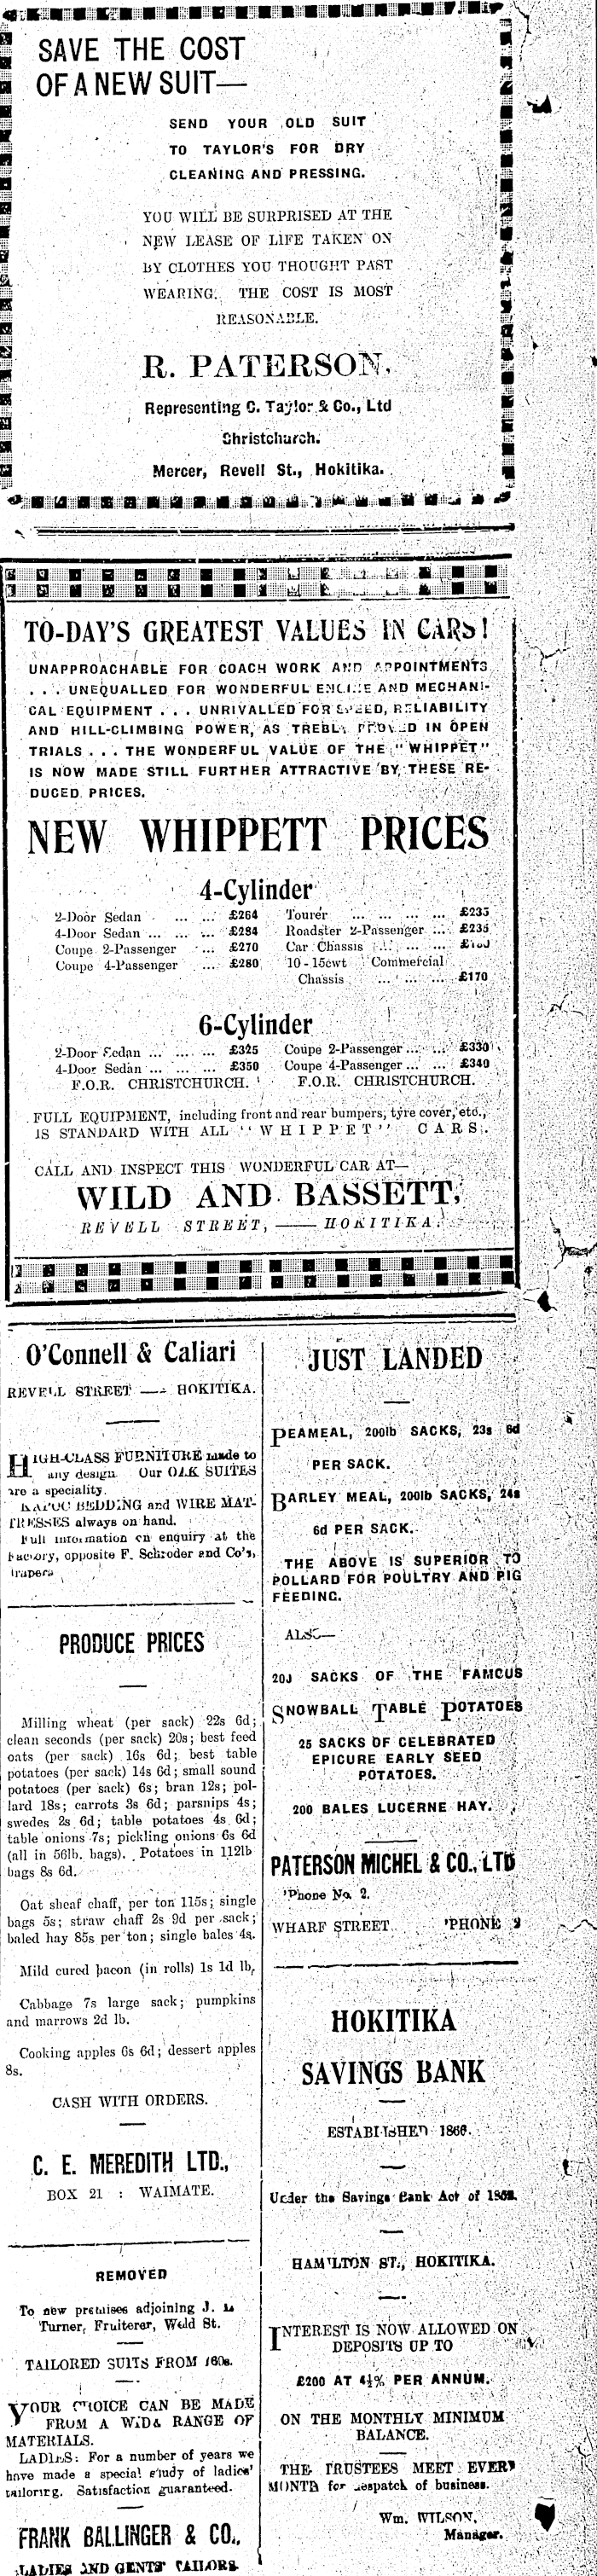 SAVE THE COST
OF A NEW SUIT—
SEND YOUR OLD SUIT
TO TAYLOR'S FOR DRY
CLEANING AND PRESSING.
YOU WILL BE SURPRISED AT THE
NEW LEASE OF LIFE TAKEN ON
BY CLOTHES YOU THOUGHT PAST
WEARING. THE COST IS MOST
REASONABLE.
R. PATERSON,
Representing C. Taylor & Co., Ltd
Christchurch.
Mercer, Revell St., Hokitika.
TO-DAY'S GREATEST VALUES IN CARS!
UNAPPROACHABLE FOR COACH WORK AND APPOINTMENTS
. . . UNEQUALLED FOR WONDERFUL ENGINE AND MECHANI-
CAL EQUIPMENT . . . UNRIVALLED FOR SPEED, RELIABILITY
AND HILL-CLIMBING POWER, AS TREBLY PROVED IN OPEN
TRIALS . . . THE WONDERFUL VALUE OF THE "WHIPPET"
IS NOW MADE STILL FURTHER ATTRACTIVE BY THESE RE-
DUCED PRICES.
NEW WHIPPETT PRICES
4-Cylinder
2-Door Sedan ... ... £264 Tourer ... ... ... ... £235
4-Door Sedan ... ... ... £284 Roadster 2-Passenger ... £235
Coupe 2-Passenger ... £270 Car Chassis ... ... ...
Coupe 4-Passenger ... £280 10-15cwt Commercial
Chassis ... ... ... £170
6-Cylinder
2-Door Sedan ... ... ... £325 Coupe 2-Passenger ... ... £330
4-Door Sedan ... ... ... £350 Coupe 4-Passenger ... ... £340
F.O.R. CHRISTCHURCH. F.O.R. CHRISTCHURCH.
FULL EQUIPMENT, including front and rear bumpers, tyre cover, etc.,
IS STANDARD WITH ALL "WHIPPET" CARS.
CALL AND INSPECT THIS WONDERFUL CAR AT—
WILD AND BASSETT,
REVELL STREET, —— HOKITIKA.
O'Connell & Caliari
REVELL STREET —— HOKITIKA.
HIGH-CLASS FURNITURE made to
any design. Our OAK SUITES
are a speciality.
KAPOC BEDDING and WIRE MAT-
TRESSES always on hand.
Full information on enquiry at the
Factory, opposite F. Schroder and Co's,
Drapers
PRODUCE PRICES
Milling wheat (per sack) 22s 6d;
clean seconds (per sack) 20s; best feed
oats (per sack) 16s 6d; best table
potatoes (per sack) 14s 6d; small sound
potatoes (per sack) 6s; bran 12s; pol-
lard 18s; carrots 3s 6d; parsnips 4s;
swedes 2s 6d; table potatoes 4s 6d;
table onions 7s; pickling onions 6s 6d
(all in 56lb. bags). Potatoes in 112lb
bags 8s 6d.
Oat sheaf chaff, per ton 115s; single
bags 5s; straw chaff 2s 9d per sack;
baled hay 85s per ton; single bales 4s.
Mild cured bacon (in rolls) 1s 1d lb,
Cabbage 7s large sack; pumpkins
and marrows 2d lb.
Cooking apples 6s 6d; dessert apples
8s.
CASH WITH ORDERS.
C. E. MEREDITH LTD.,
BOX 21 : WAIMATE.
REMOVED
To new premises adjoining J. L.
Turner, Fruiterer, Weld St.
TAILORED SUITS FROM 160s.
YOUR CHOICE CAN BE MADE
FROM A WIDE RANGE OF
MATERIALS.
LADIES: For a number of years we
have made a special study of ladies'
tailoring. Satisfaction guaranteed.
FRANK BALLINGER & CO.,
LADIES AND GENTS' TAILORS.
JUST LANDED
PEAMEAL, 200lb SACKS, 23s 6d
PER SACK.
BARLEY MEAL, 200lb SACKS, 24s
6d PER SACK.
THE ABOVE IS SUPERIOR TO
POLLARD FOR POULTRY AND PIG
FEEDING.
ALSO—
200 SACKS OF THE FAMOUS
SNOWBALL TABLE POTATOES
25 SACKS OF CELEBRATED
EPICURE EARLY SEED
POTATOES.
200 BALES LUCERNE HAY.
PATERSON MICHEL & CO., LTD
'Phone No. 2.
WHARF STREET. 'PHONE 2
HOKITIKA
SAVINGS BANK
ESTABLISHED 1866.
Under the Savings Bank Act of
HAMILTON ST., HOKITIKA.
INTEREST IS NOW ALLOWED ON
DEPOSITS UP TO
£200 AT 4½% PER ANNUM.
ON THE MONTHLY MINIMUM
BALANCE.
THE TRUSTEES MEET EVERY
MONTH for despatch of business.
Wm. WILSON,
Manager.